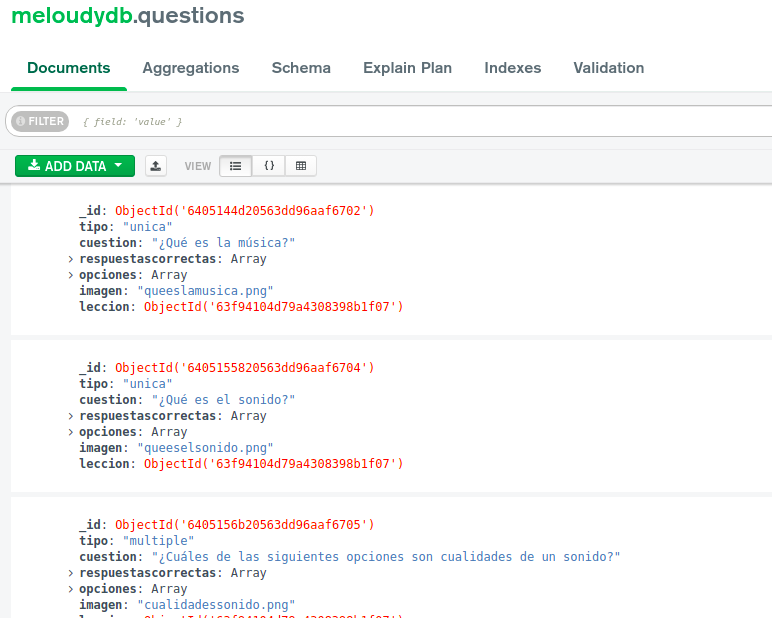 meloudydb.questions
Documents Aggregations Schema Explain Plan Indexes Validation
FILTER { field: 'value' }
ADD DATA VIEW { }
_id: ObjectId('6405144d20563dd96aaf6702')
tipo: "unica"
cuestion: "¿Qué es la música?"
> respuestascorrectas: Array
> opciones: Array
imagen: "queeslamusica.png"
leccion: ObjectId('63f94104d79a4308398b1f07')
_id: ObjectId('6405155820563dd96aaf6704')
tipo: "unica"
cuestion: "¿Qué es el sonido?"
> respuestascorrectas: Array
> opciones: Array
imagen: "queeselsonido.png"
leccion: ObjectId('63f94104d79a4308398b1f07')
_id: ObjectId('6405156b20563dd96aaf6705')
tipo: "multiple"
cuestion: "¿Cuáles de las siguientes opciones son cualidades de un sonido?"
> respuestascorrectas: Array
> opciones: Array
imagen: "cualidadessonido.png"
leccion: ObjectId('63f94104d79a4308398b1f07')